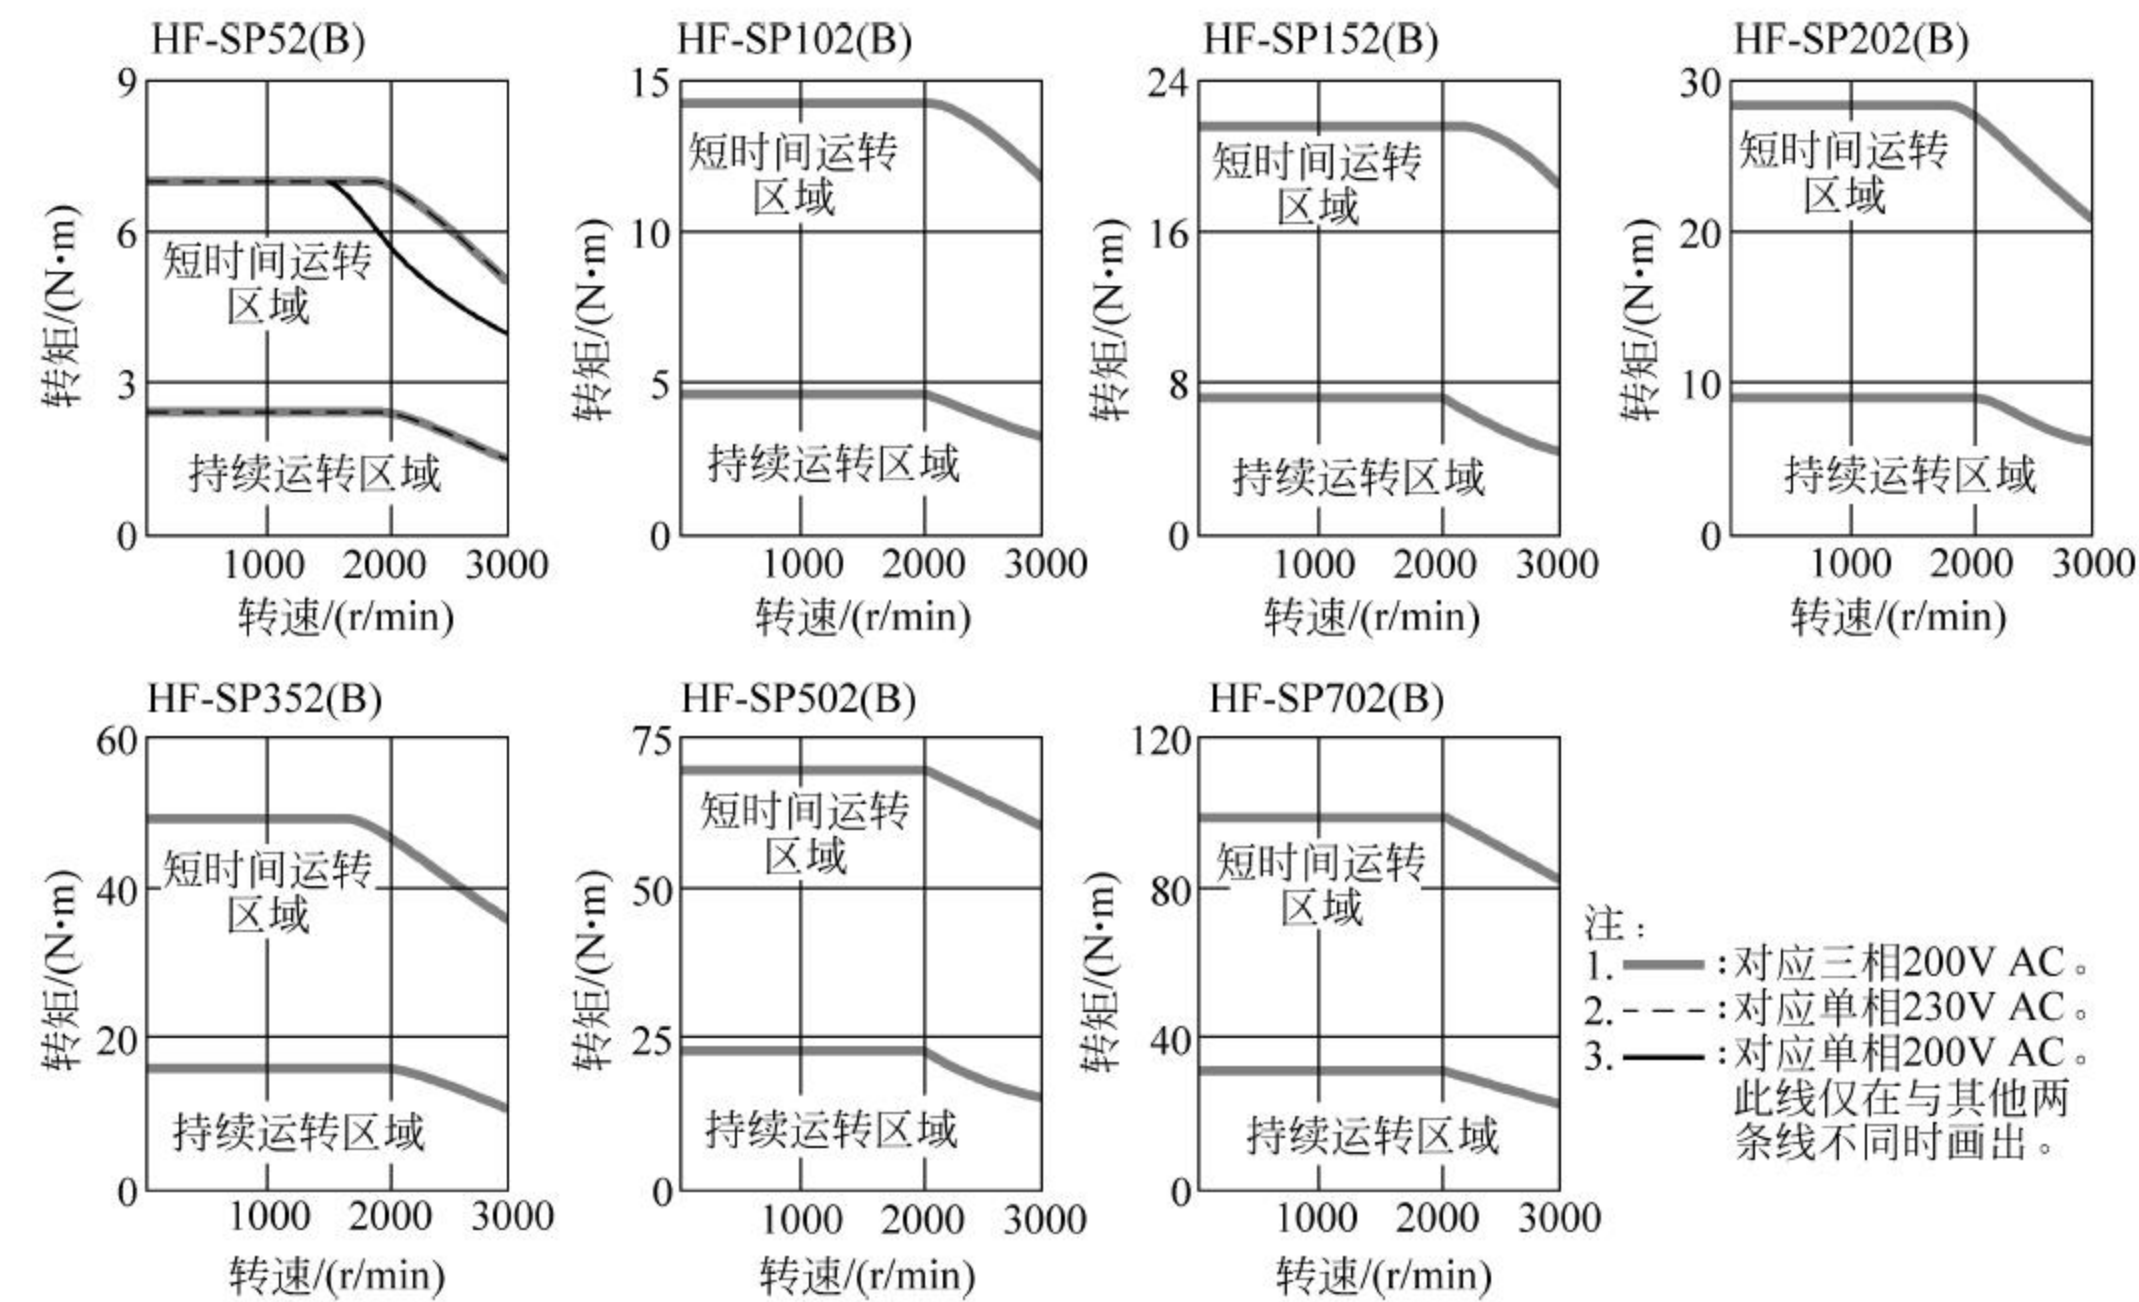 HF-SP52(B)
9
6
3
0
转矩/(N•m)
短时间运转
区域
持续运转区域
1000 2000 3000
转速/(r/min)
HF-SP102(B)
15
10
5
0
转矩/(N•m)
短时间运转
区域
持续运转区域
1000 2000 3000
转速/(r/min)
HF-SP152(B)
24
16
8
0
转矩/(N•m)
短时间运转
区域
持续运转区域
1000 2000 3000
转速/(r/min)
HF-SP202(B)
30
20
10
0
转矩/(N•m)
短时间运转
区域
持续运转区域
1000 2000 3000
转速/(r/min)
HF-SP352(B)
60
40
20
0
转矩/(N•m)
短时间运转
区域
持续运转区域
1000 2000 3000
转速/(r/min)
HF-SP502(B)
75
50
25
0
转矩/(N•m)
短时间运转
区域
持续运转区域
1000 2000 3000
转速/(r/min)
HF-SP702(B)
120
80
40
0
转矩/(N•m)
短时间运转
区域
持续运转区域
1000 2000 3000
转速/(r/min)
注：
1. ：对应三相200V AC。
2. ：对应单相230V AC。
3. ：对应单相200V AC。
此线仅在与其他两
条线不同时画出。